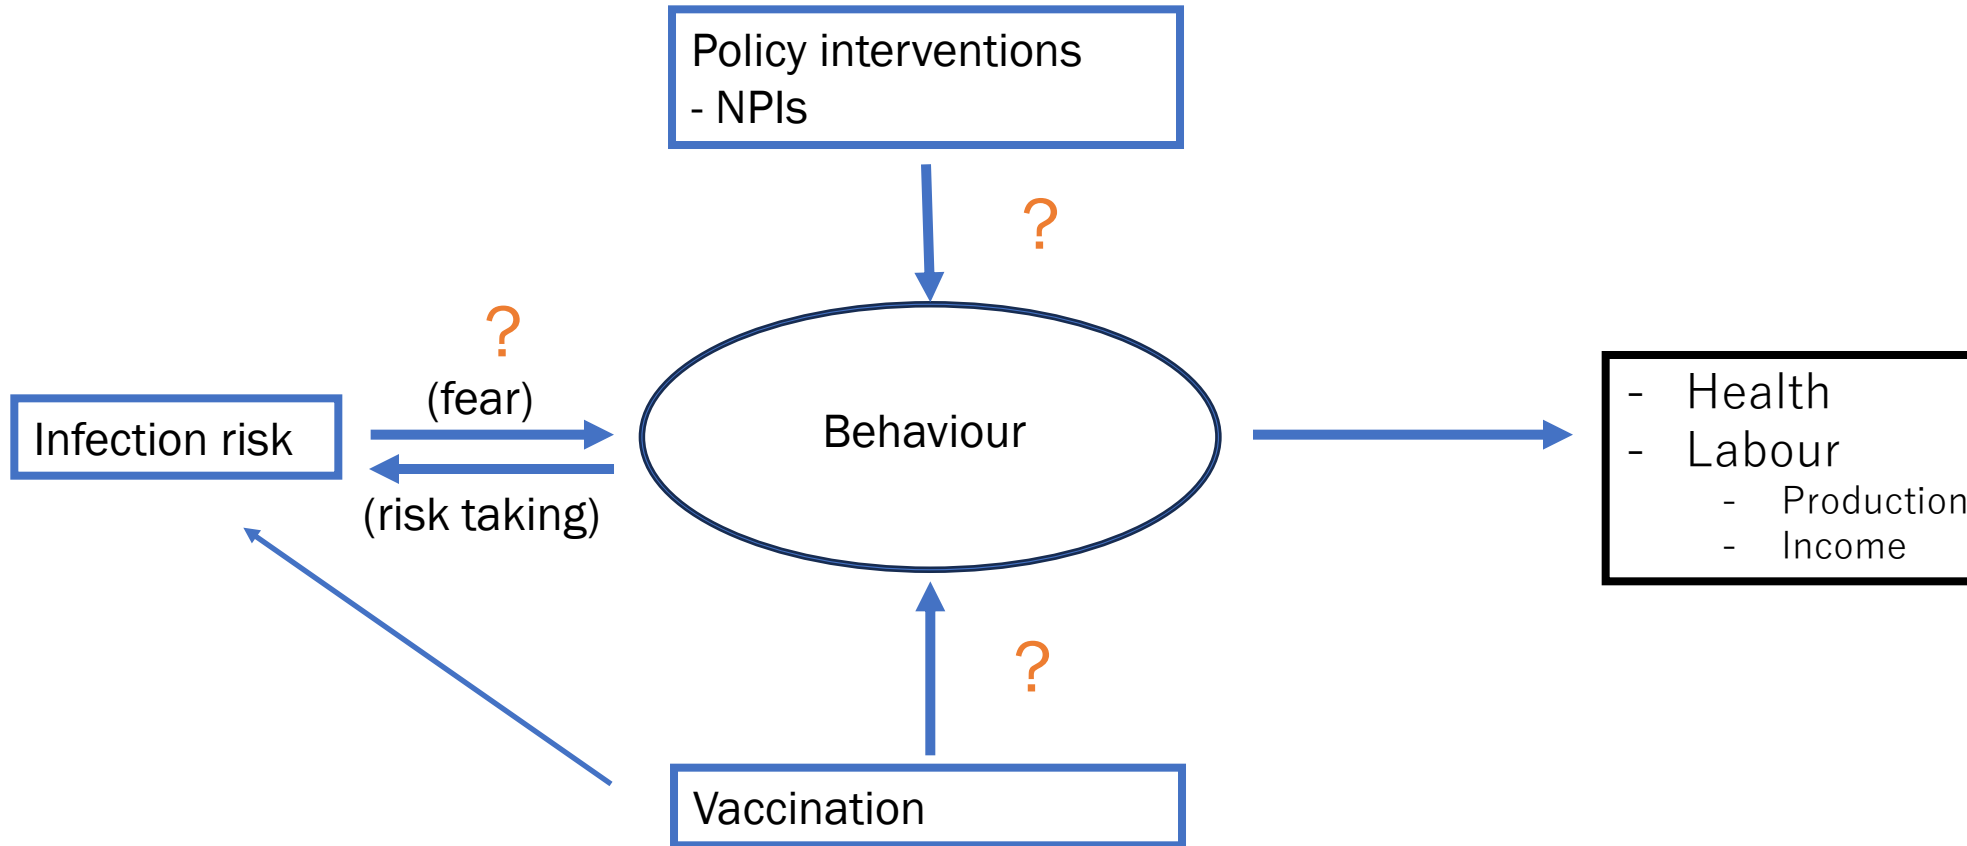 Policy interventions
- NPIs
?
?
(fear)
Infection risk
Behaviour
(risk taking)
- Health
- Labour
- Production
- Income
?
Vaccination